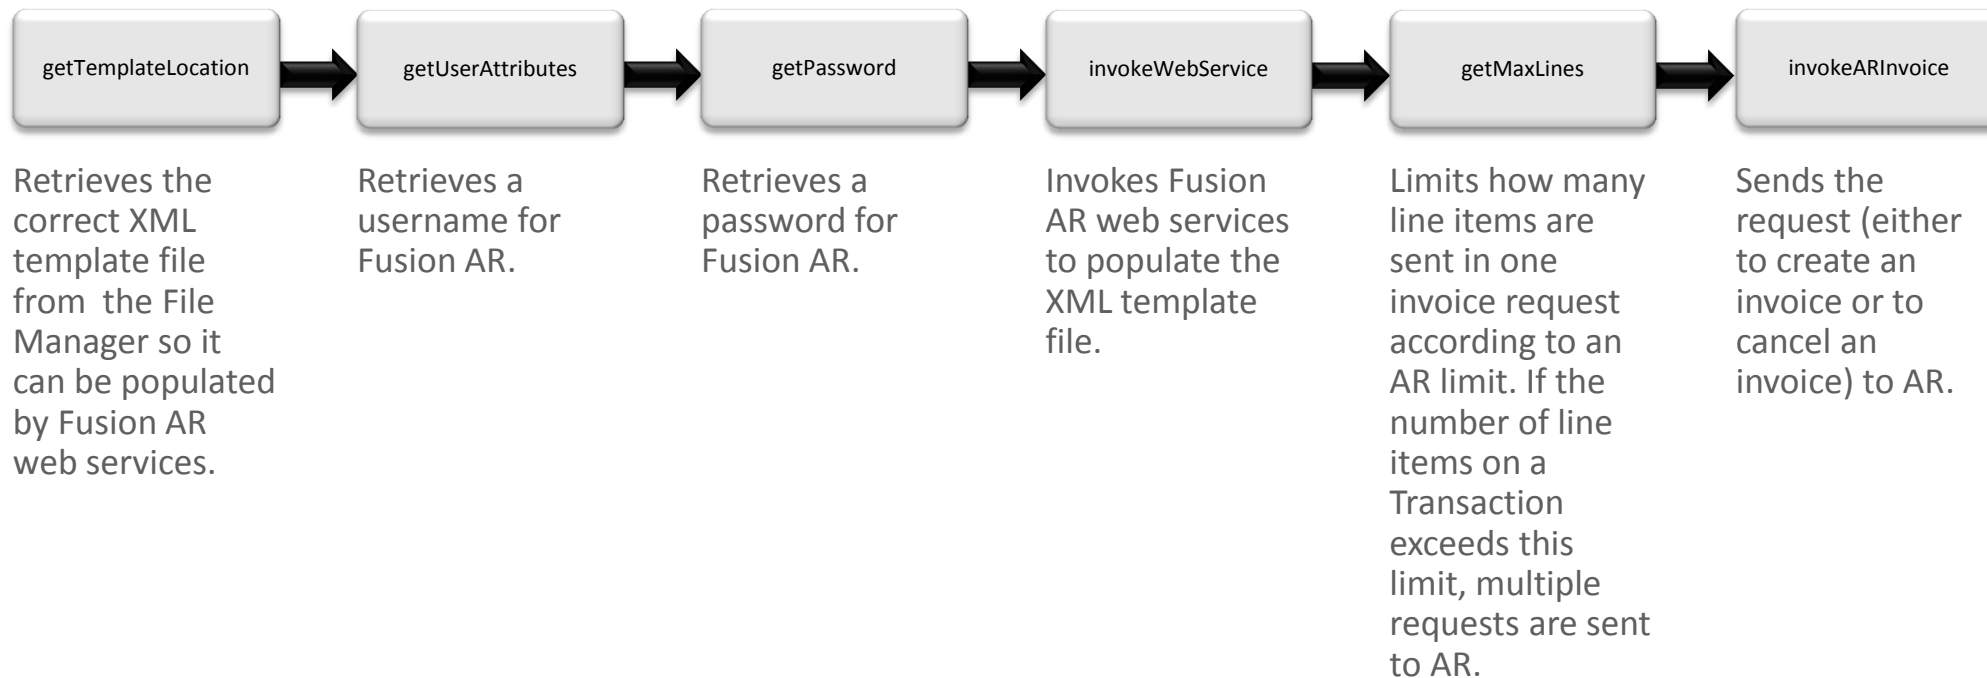 getTemplateLocation
getUserAttributes
getPassword
invokeWebService
getMaxLines
invokeARInvoice
Retrieves the
correct XML
template file
from  the File
Manager so it
can be populated
by Fusion AR
web services.
Retrieves a
username for
Fusion AR.
Retrieves a
password for
Fusion AR.
Invokes Fusion
AR web services
to populate the
XML template
file.
Limits how many
line items are
sent in one
invoice request
according to an
AR limit. If the
number of line
items on a
Transaction
exceeds this
limit, multiple
requests are sent
to AR.
Sends the
request (either
to create an
invoice or to
cancel an
invoice) to AR.